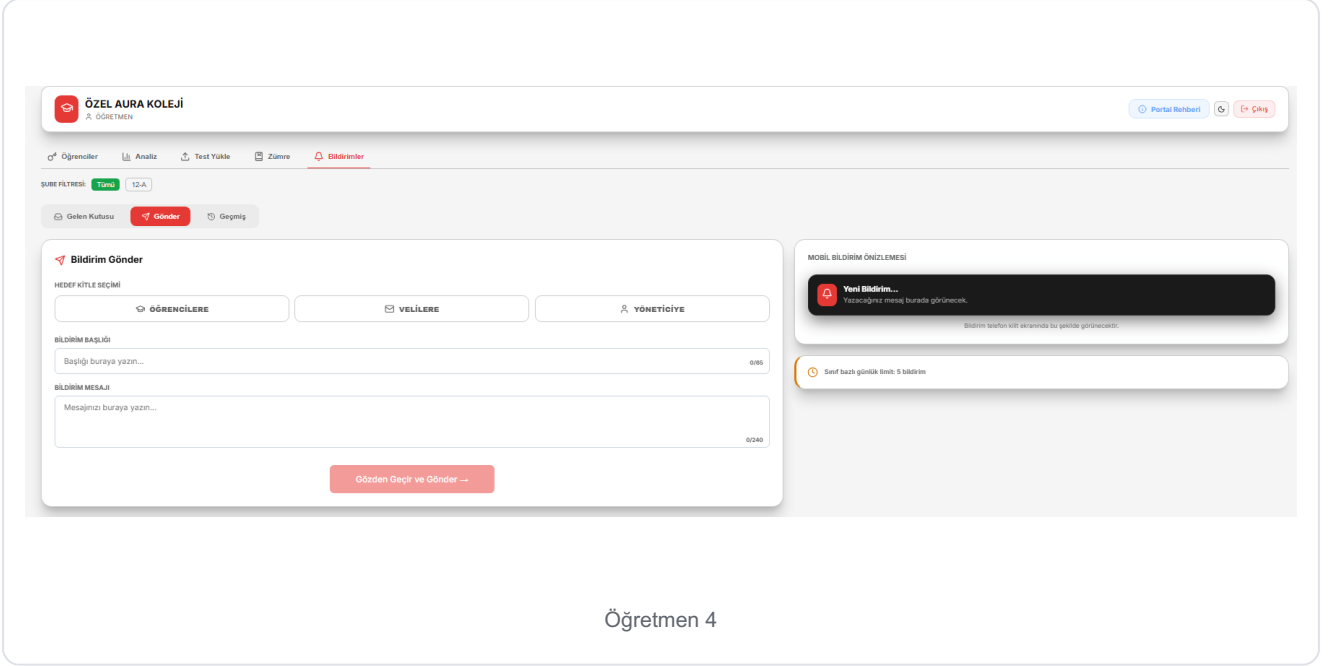 ÖZEL AURA KOLEJİ
ÖĞRETMEN
Portal Rehberi
Çıkış
Öğrenciler Analiz Test Yükle Zümre Bildirimler
ŞUBE FİLTRESİ: Tümü 12-A
Gelen Kutusu Gönder Geçmiş
Bildirim Gönder
HEDEF KİTLE SEÇİMİ
ÖĞRENCİLERE VELİLERE YÖNETİCİYE
BİLDİRİM BAŞLIĞI
Başlığı buraya yazın... 0/65
BİLDİRİM MESAJI
Mesajınızı buraya yazın...
0/240
Gözden Geçir ve Gönder →
MOBİL BİLDİRİM ÖNİZLEMESİ
Yeni Bildirim...
Yazacağınız mesaj burada görünecek.
Bildirim telefon kilit ekranında bu şekilde görünecektir.
Sınıf bazlı günlük limit: 5 bildirim
Öğretmen 4